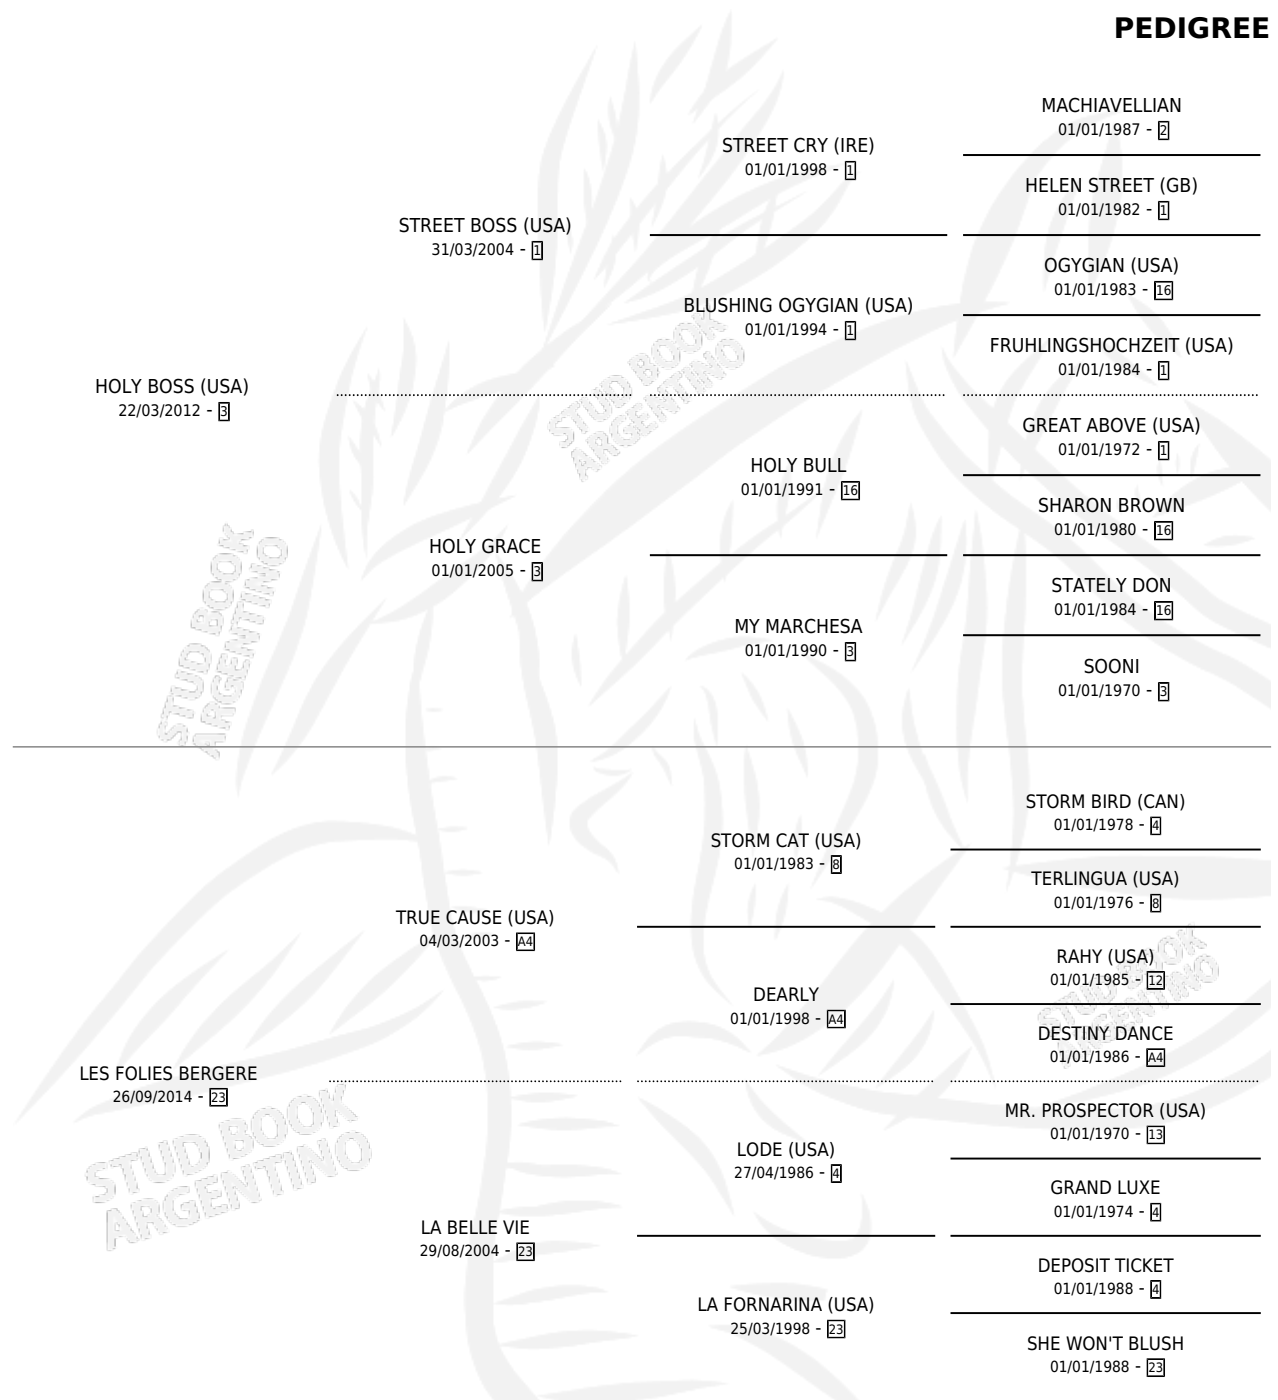 PEDIGREE
MACHIAVELLIAN
01/01/1987 - 2
STREET CRY (IRE)
01/01/1998 - 1
HELEN STREET (GB)
01/01/1982 - 1
STREET BOSS (USA)
31/03/2004 - 1
OGYGIAN (USA)
01/01/1983 - 16
BLUSHING OGYGIAN (USA)
01/01/1994 - 1
FRUHLINGSHOCHZEIT (USA)
01/01/1984 - 1
HOLY BOSS (USA)
22/03/2012 - 3
GREAT ABOVE (USA)
01/01/1972 - 1
HOLY BULL
01/01/1991 - 16
SHARON BROWN
01/01/1980 - 16
HOLY GRACE
01/01/2005 - 3
STATELY DON
01/01/1984 - 16
MY MARCHESA
01/01/1990 - 3
SOONI
01/01/1970 - 3
STORM BIRD (CAN)
01/01/1978 - 4
STORM CAT (USA)
01/01/1983 - 8
TERLINGUA (USA)
01/01/1976 - 8
TRUE CAUSE (USA)
04/03/2003 - A4
RAHY (USA)
01/01/1985 - 12
DEARLY
01/01/1998 - A4
DESTINY DANCE
01/01/1986 - A4
LES FOLIES BERGERE
26/09/2014 - 23
MR. PROSPECTOR (USA)
01/01/1970 - 13
LODE (USA)
27/04/1986 - 4
GRAND LUXE
01/01/1974 - 4
LA BELLE VIE
29/08/2004 - 23
DEPOSIT TICKET
01/01/1988 - 4
LA FORNARINA (USA)
25/03/1998 - 23
SHE WON'T BLUSH
01/01/1988 - 23
STUD BOOK
ARGENTINO
STUD BOOK
ARGENTINO
STUD BOOK
ARGENTINO
STUD BOOK
ARGENTINO